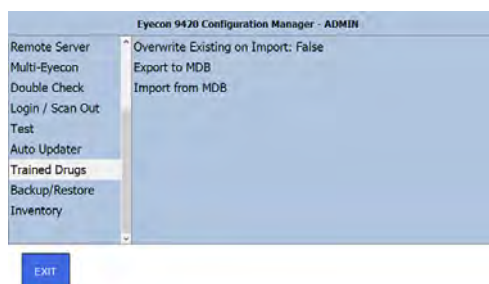 Eyecon 9420 Configuration Manager - ADMIN
Remote Server
Multi-Eyecon
Double Check
Login / Scan Out
Test
Auto Updater
Trained Drugs
Backup/Restore
Inventory
Overwrite Existing on Import: False
Export to MDB
Import from MDB
EXIT